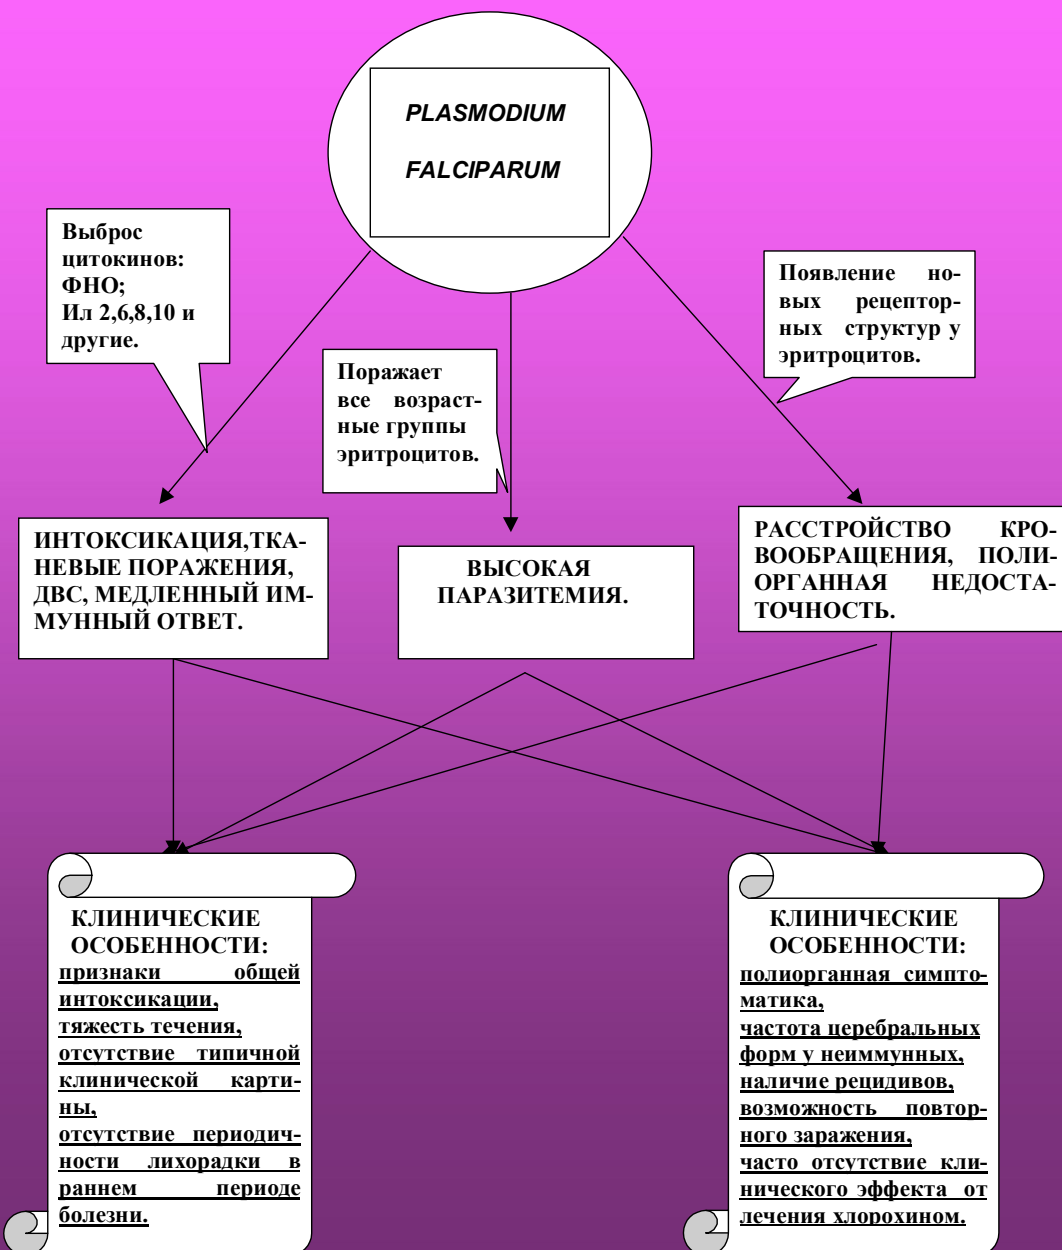 PLASMODIUM
FALCIPARUM
Выброс
цитокинов:
ФНО;
Ил 2,6,8,10 и
другие.
Поражает
все возраст-
ные группы
эритроцитов.
Появление но-
вых рецептор-
ных структур у
эритроцитов.
ИНТОКСИКАЦИЯ,ТКА-
НЕВЫЕ ПОРАЖЕНИЯ,
ДВС, МЕДЛЕННЫЙ ИМ-
МУННЫЙ ОТВЕТ.
ВЫСОКАЯ
ПАРАЗИТЕМИЯ.
РАССТРОЙСТВО КРО-
ВООБРАЩЕНИЯ, ПОЛИ-
ОРГАННАЯ НЕДОСТА-
ТОЧНОСТЬ.
КЛИНИЧЕСКИЕ
ОСОБЕННОСТИ:
признаки общей
интоксикации,
тяжесть течения,
отсутствие типичной
клинической карти-
ны,
отсутствие периодич-
ности лихорадки в
раннем периоде
болезни.
КЛИНИЧЕСКИЕ
ОСОБЕННОСТИ:
полиорганная симпто-
матика,
частота церебральных
форм у неиммунных,
наличие рецидивов,
возможность повтор-
ного заражения,
часто отсутствие кли-
нического эффекта от
лечения хлорохином.